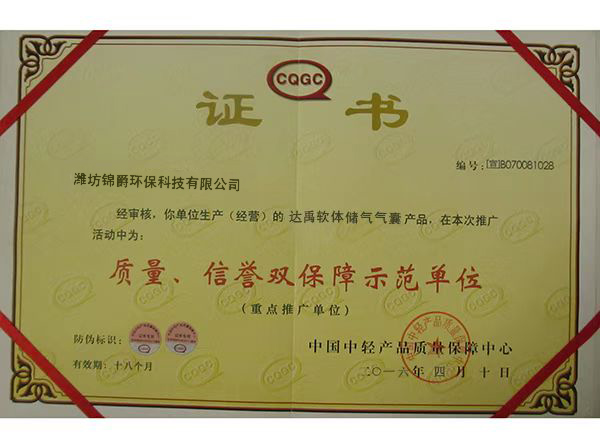 CQGC
证书
编号:[宣]B070081028
潍坊锦爵环保科技有限公司
经审核,你单位生产(经营)的 达禹软体储气气囊 产品,在本次推广
活动中为:
质量、信誉双保障示范单位
(重点推广单位)
防伪标识:
有效期:十八个月
中国中轻产品质量保障中心
二〇一六年四月十日